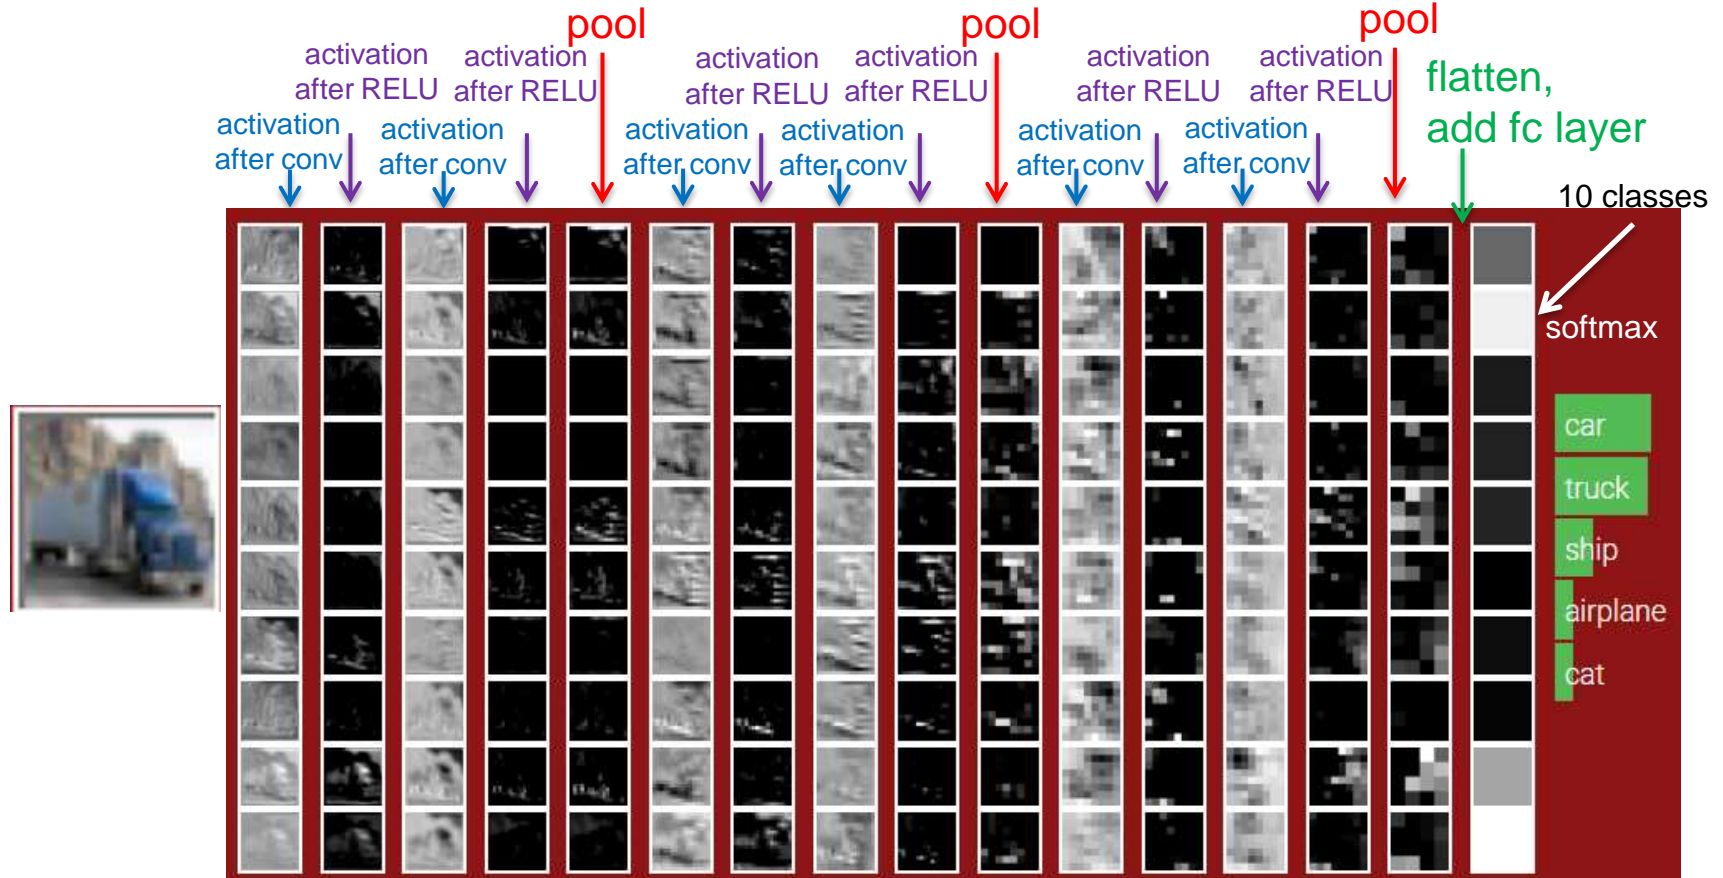 pool
pool
pool
activation
after RELU
activation
after RELU
activation
after RELU
activation
after RELU
activation
after RELU
activation
after RELU
flatten,
add fc layer
activation
after conv
activation
after conv
activation
after conv
activation
after conv
activation
after conv
activation
after conv
10 classes
softmax
car
truck
ship
airplane
cat